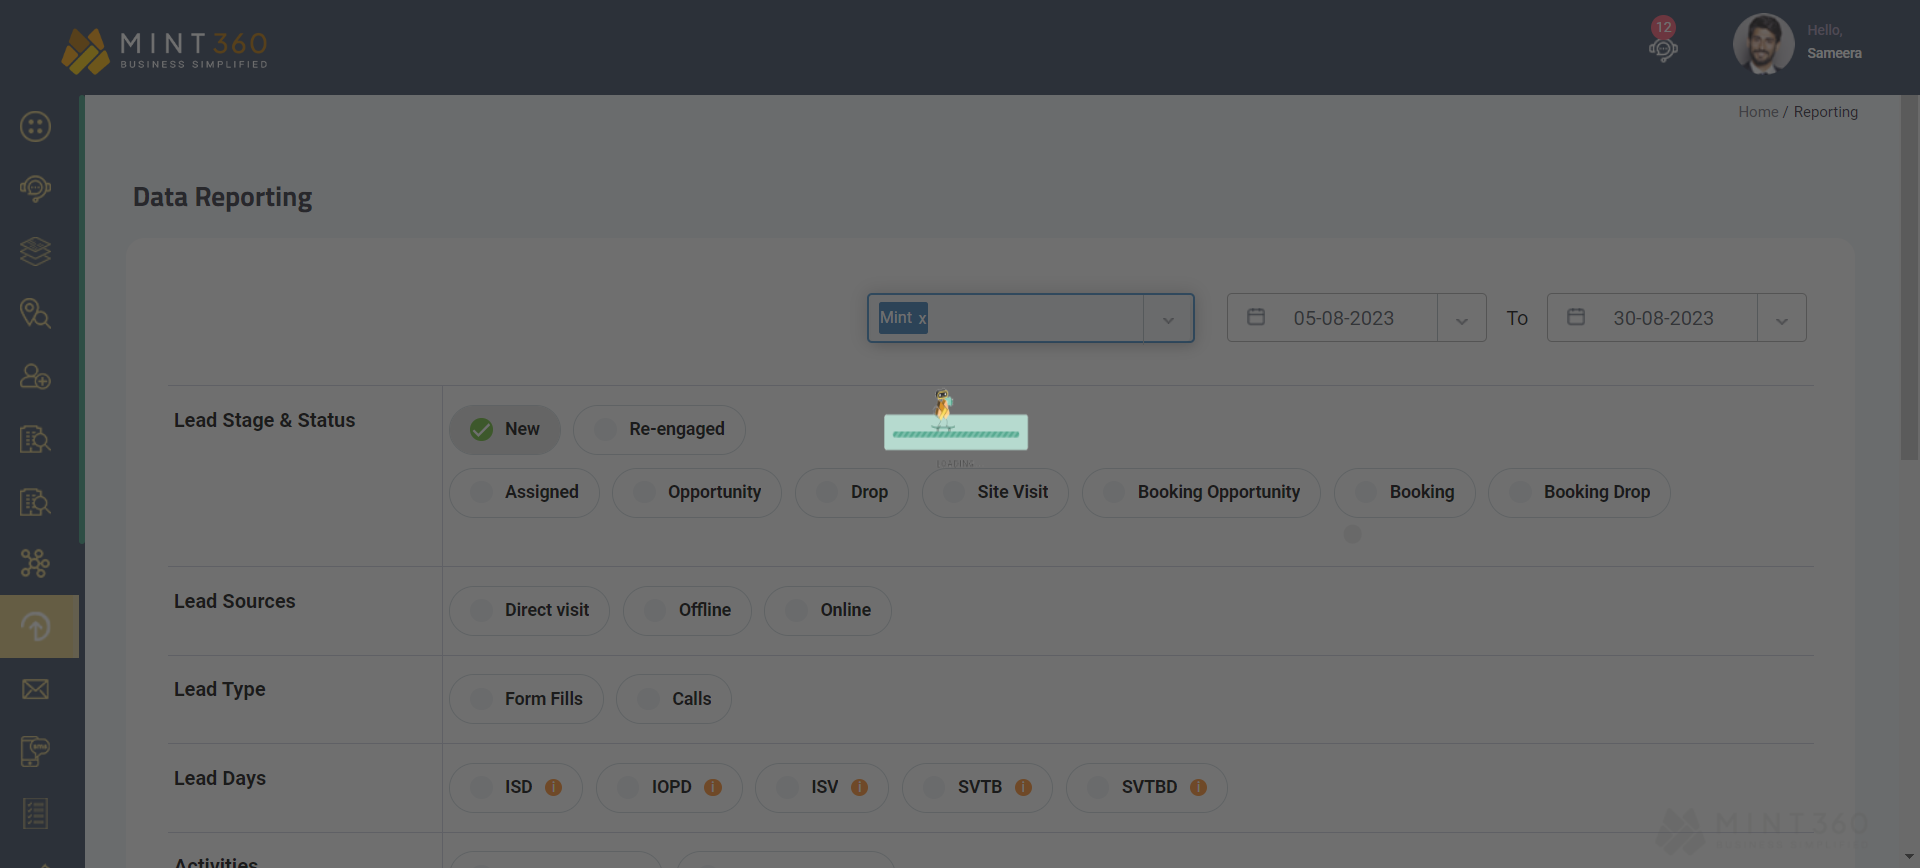 MINT360
BUSINESS SIMPLIFIED
12
Hello,
Sameera
Home / Reporting
Data Reporting
Mint x
05-08-2023
To
30-08-2023
Lead Stage & Status
New
Re-engaged
LOADING
Assigned
Opportunity
Drop
Site Visit
Booking Opportunity
Booking
Booking Drop
Lead Sources
Direct visit
Offline
Online
Lead Type
Form Fills
Calls
Lead Days
ISD
IOPD
ISV
SVTB
SVTBD
MINT360
BUSINESS SIMPLIFIED
Activities